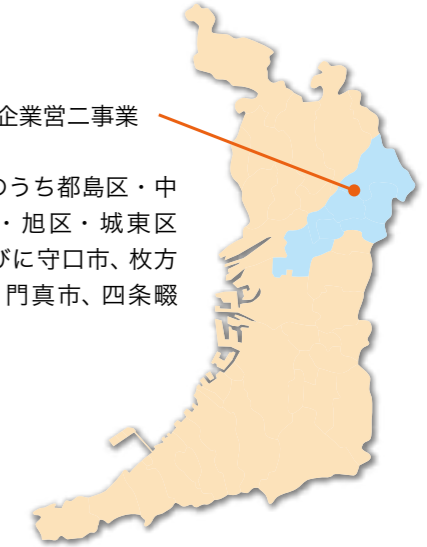 企業営二事業
のうち都島区・中
・旭区・城東区
びに守口市、枚方
門真市、四条畷